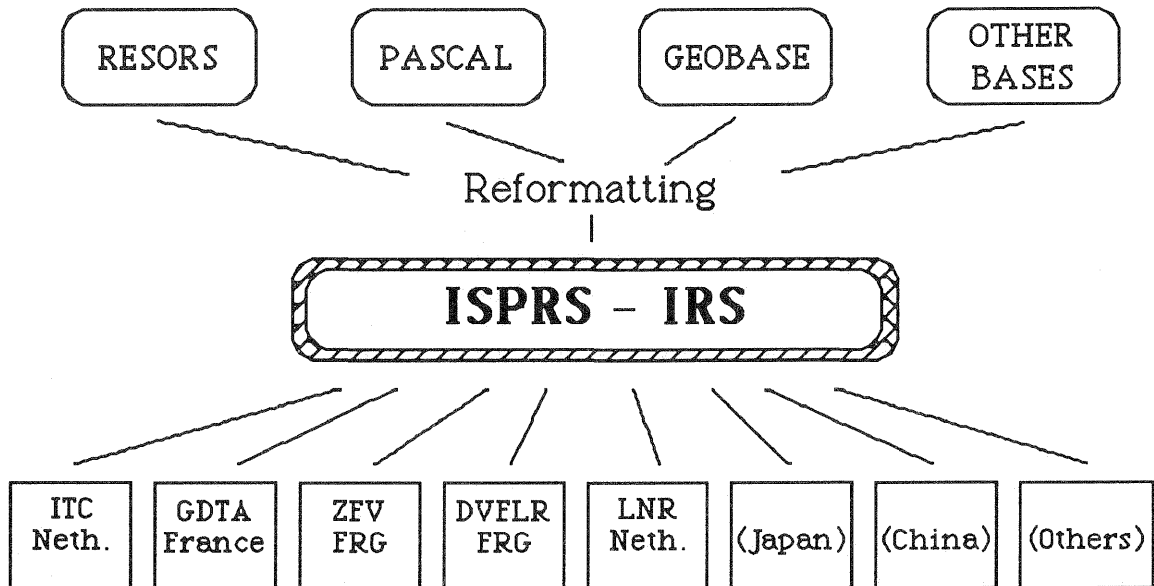 RESORS
PASCAL
GEOBASE
OTHER
BASES
Reformatting
ISPRS - IRS
ITC
Neth.
GDTA
France
ZFV
FRG
DVFLR
FRG
LNR
Neth.
(Japan)
(China)
(Others)